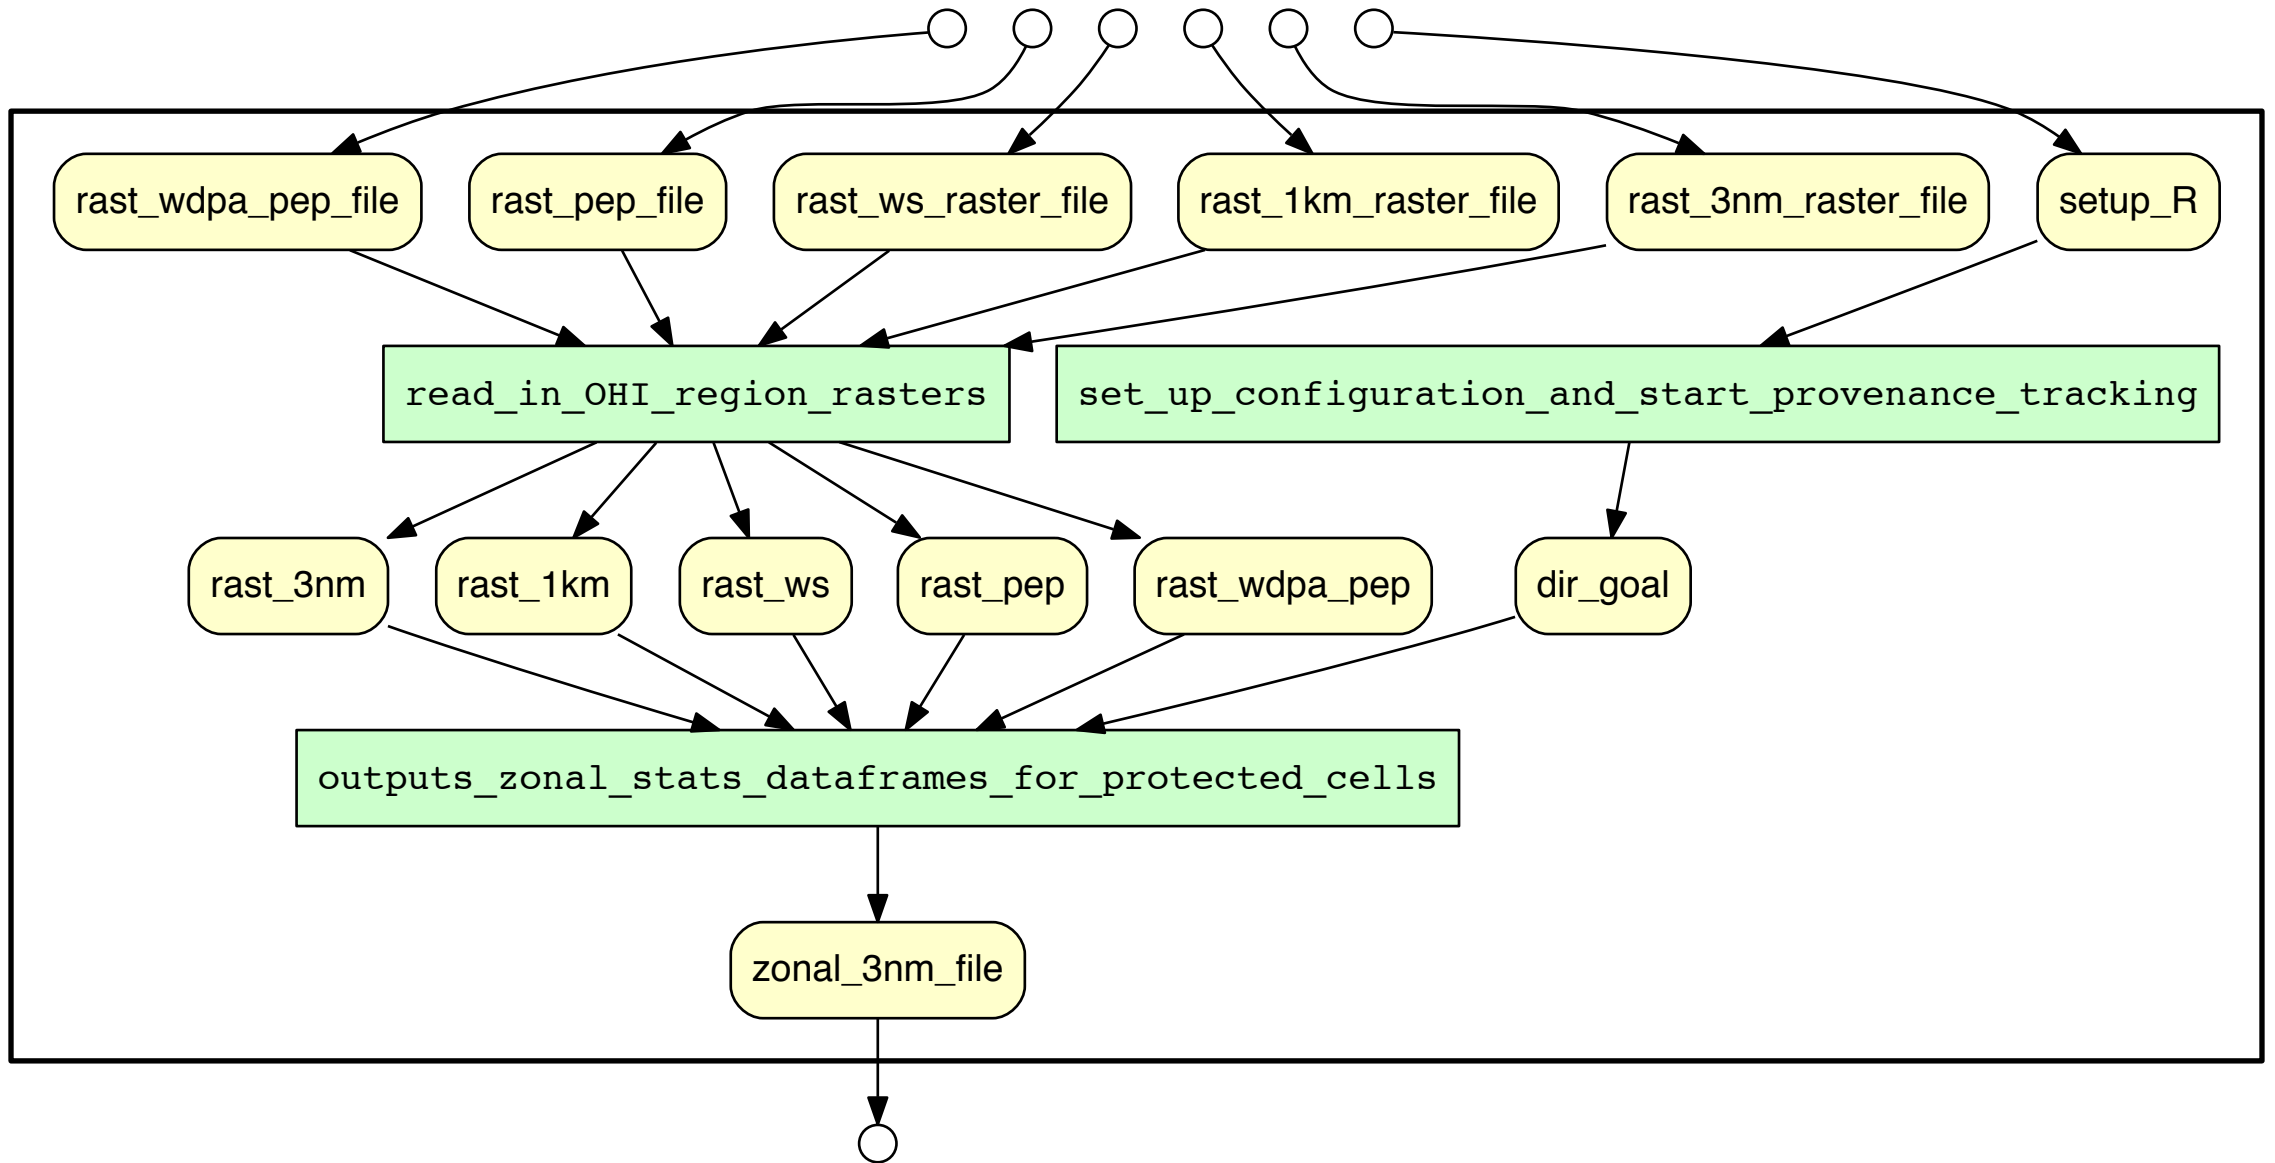 rast_wdpa_pep_file
rast_pep_file
rast_ws_raster_file
rast_1km_raster_file
rast_3nm_raster_file
setup_R
read_in_OHI_region_rasters
set_up_configuration_and_start_provenance_tracking
rast_3nm
rast_1km
rast_ws
rast_pep
rast_wdpa_pep
dir_goal
outputs_zonal_stats_dataframes_for_protected_cells
zonal_3nm_file